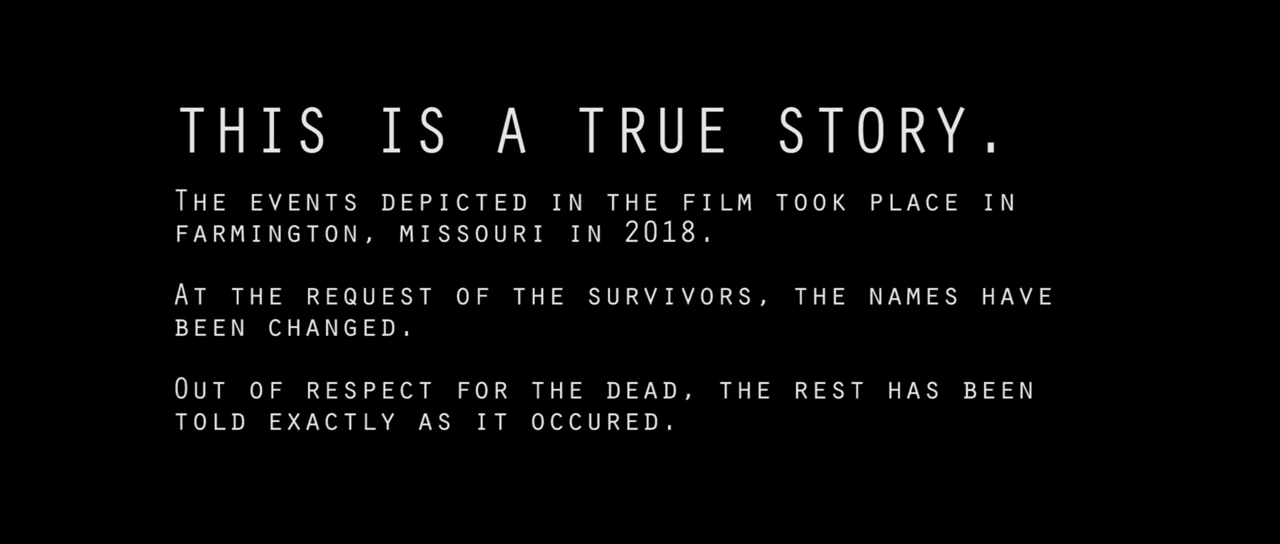 THIS IS A TRUE STORY.
THE EVENTS DEPICTED IN THE FILM TOOK PLACE IN
FARMINGTON, MISSOURI IN 2018.
AT THE REQUEST OF THE SURVIVORS, THE NAMES HAVE
BEEN CHANGED.
OUT OF RESPECT FOR THE DEAD, THE REST HAS BEEN
TOLD EXACTLY AS IT OCCURED.